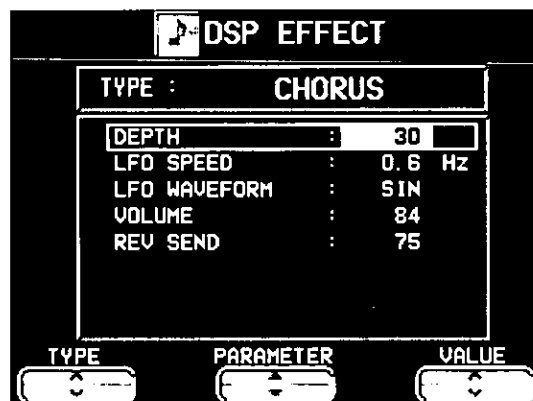 DSP EFFECT
TYPE : CHORUS
DEPTH : 30
LFO SPEED : 0.6 Hz
LFO WAVEFORM : SIN
VOLUME : 84
REV SEND : 75
TYPE PARAMETER VALUE